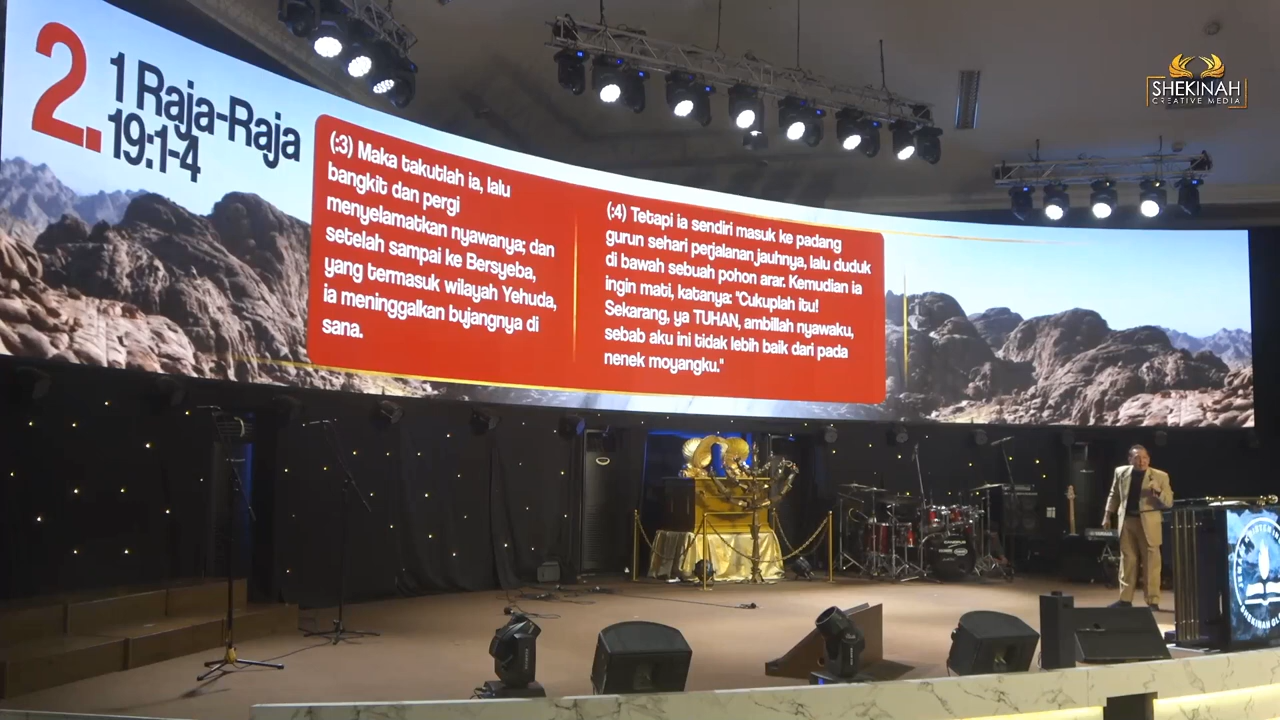 2.
1 Raja-Raja
19:1-4
(:3) Maka takutlah ia, lalu
bangkit dan pergi
menyelamatkan nyawanya; dan
setelah sampai ke Bersyeba,
yang termasuk wilayah Yehuda,
ia meninggalkan bujangnya di
sana.
(:4) Tetapi ia sendiri masuk ke padang
gurun sehari perjalanan jauhnya, lalu duduk
di bawah sebuah pohon arar. Kemudian ia
ingin mati, katanya: "Cukuplah itu!
Sekarang, ya TUHAN, ambillah nyawaku,
sebab aku ini tidak lebih baik dari pada
nenek moyangku."
SHEKINAH
CREATIVE MEDIA